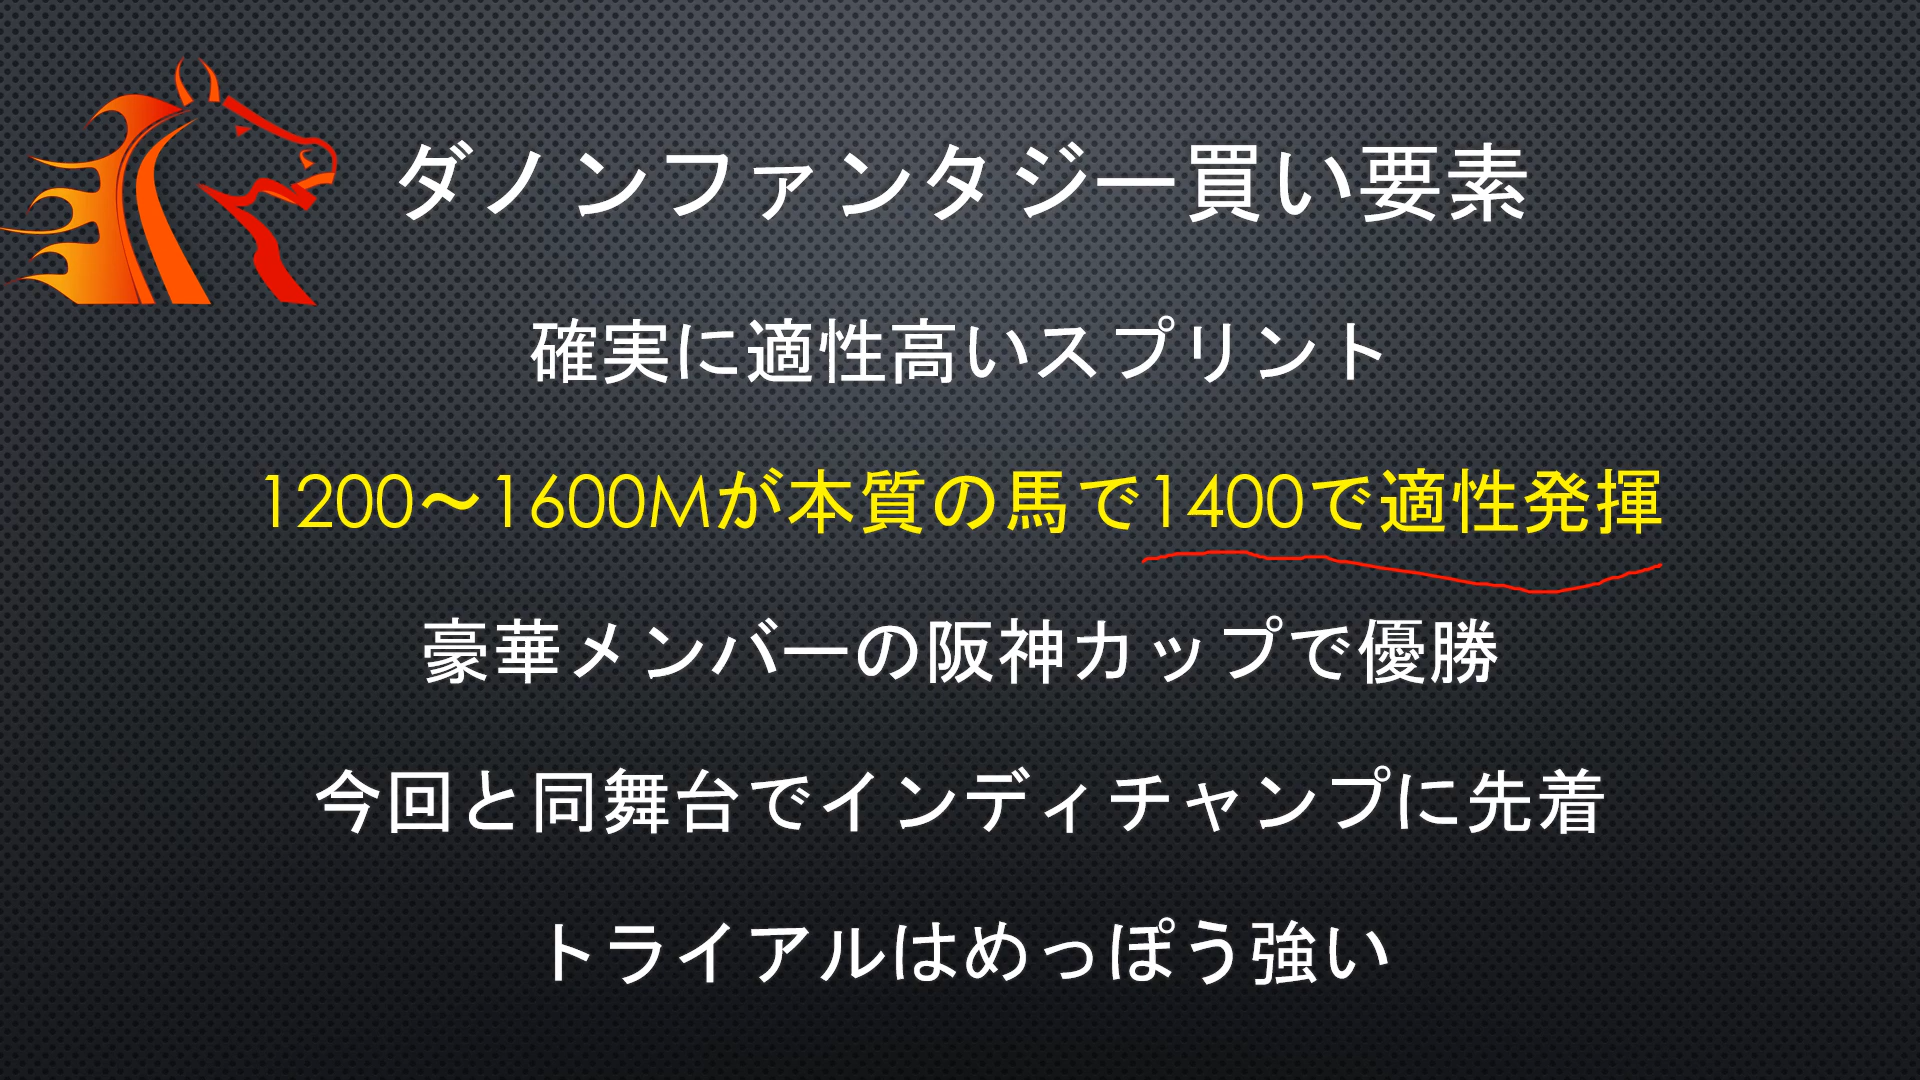 ダノンファンタジー買い要素
確実に適性高いスプリント
1200～1600Mが本質の馬で1400で適性発揮
豪華メンバーの阪神カップで優勝
今回と同舞台でインディチャンプに先着
トライアルはめっぽう強い